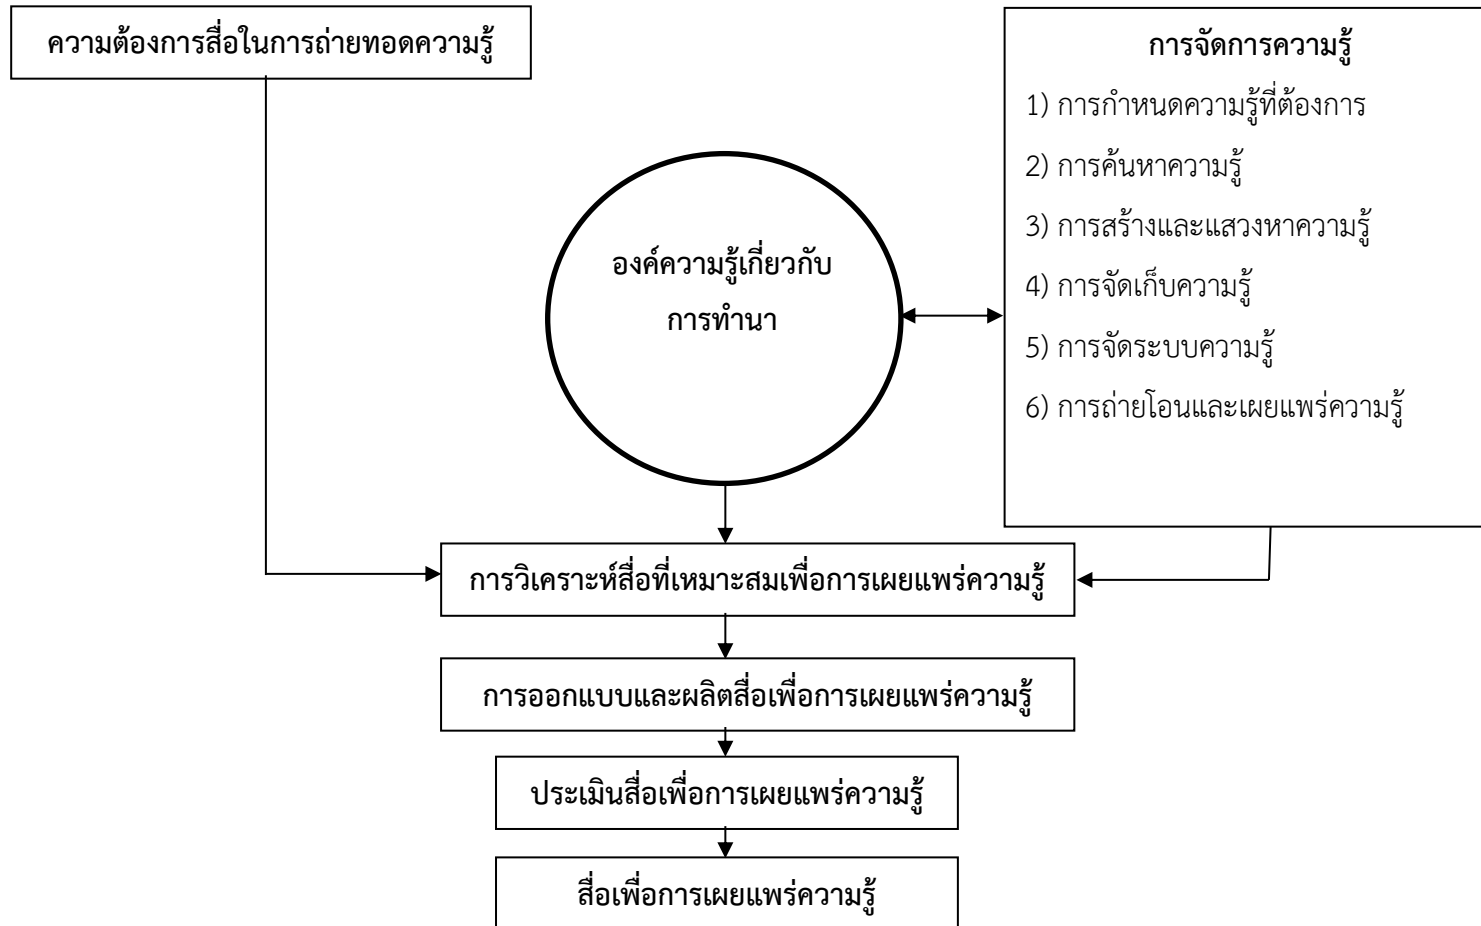 ความต้องการสื่อในการถ่ายทอดความรู้
การจัดการความรู้
1) การกำหนดความรู้ที่ต้องการ
2) การค้นหาความรู้
3) การสร้างและแสวงหาความรู้
4) การจัดเก็บความรู้
5) การจัดระบบความรู้
6) การถ่ายโอนและเผยแพร่ความรู้
องค์ความรู้เกี่ยวกับ
การทำนา
การวิเคราะห์สื่อที่เหมาะสมเพื่อการเผยแพร่ความรู้
การออกแบบและผลิตสื่อเพื่อการเผยแพร่ความรู้
ประเมินสื่อเพื่อการเผยแพร่ความรู้
สื่อเพื่อการเผยแพร่ความรู้